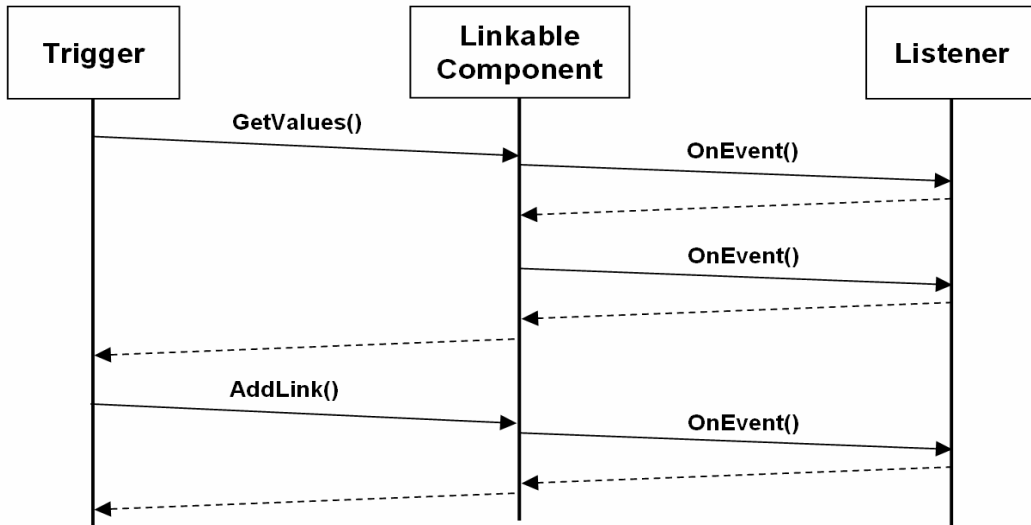 Trigger
Linkable
Component
Listener
GetValues()
OnEvent()
OnEvent()
AddLink()
OnEvent()